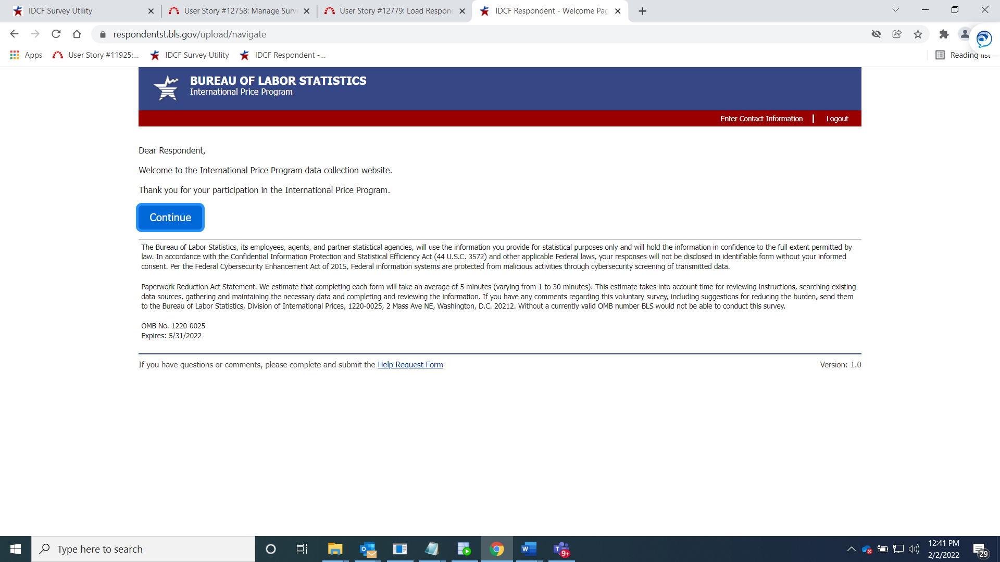 IDCF Survey Utility
User Story #12758: Manage Surv
User Story #12779: Load Respon
IDCF Respondent - Welcome Pag
respondentst.bls.gov/upload/navigate
Apps
User Story #11925:...
IDCF Survey Utility
IDCF Respondent -...
Reading list
BUREAU OF LABOR STATISTICS
International Price Program
Enter Contact Information | Logout
Dear Respondent,
Welcome to the International Price Program data collection website.
Thank you for your participation in the International Price Program.
Continue
The Bureau of Labor Statistics, its employees, agents, and partner statistical agencies, will use the information you provide for statistical purposes only and will hold the information in confidence to the full extent permitted by
law. In accordance with the Confidential Information Protection and Statistical Efficiency Act (44 U.S.C. 3572) and other applicable Federal laws, your responses will not be disclosed in identifiable form without your informed
consent. Per the Federal Cybersecurity Enhancement Act of 2015, Federal information systems are protected from malicious activities through cybersecurity screening of transmitted data.
Paperwork Reduction Act Statement. We estimate that completing each form will take an average of 5 minutes (varying from 1 to 30 minutes). This estimate takes into account time for reviewing instructions, searching existing
data sources, gathering and maintaining the necessary data and completing and reviewing the information. If you have any comments regarding this voluntary survey, including suggestions for reducing the burden, send them
to the Bureau of Labor Statistics, Division of International Prices, 1220-0025, 2 Mass Ave NE, Washington, D.C. 20212. Without a currently valid OMB number BLS would not be able to conduct this survey.
OMB No. 1220-0025
Expires: 5/31/2022
If you have questions or comments, please complete and submit the Help Request Form
Version: 1.0
Type here to search
9+
12:41 PM
2/2/2022
29